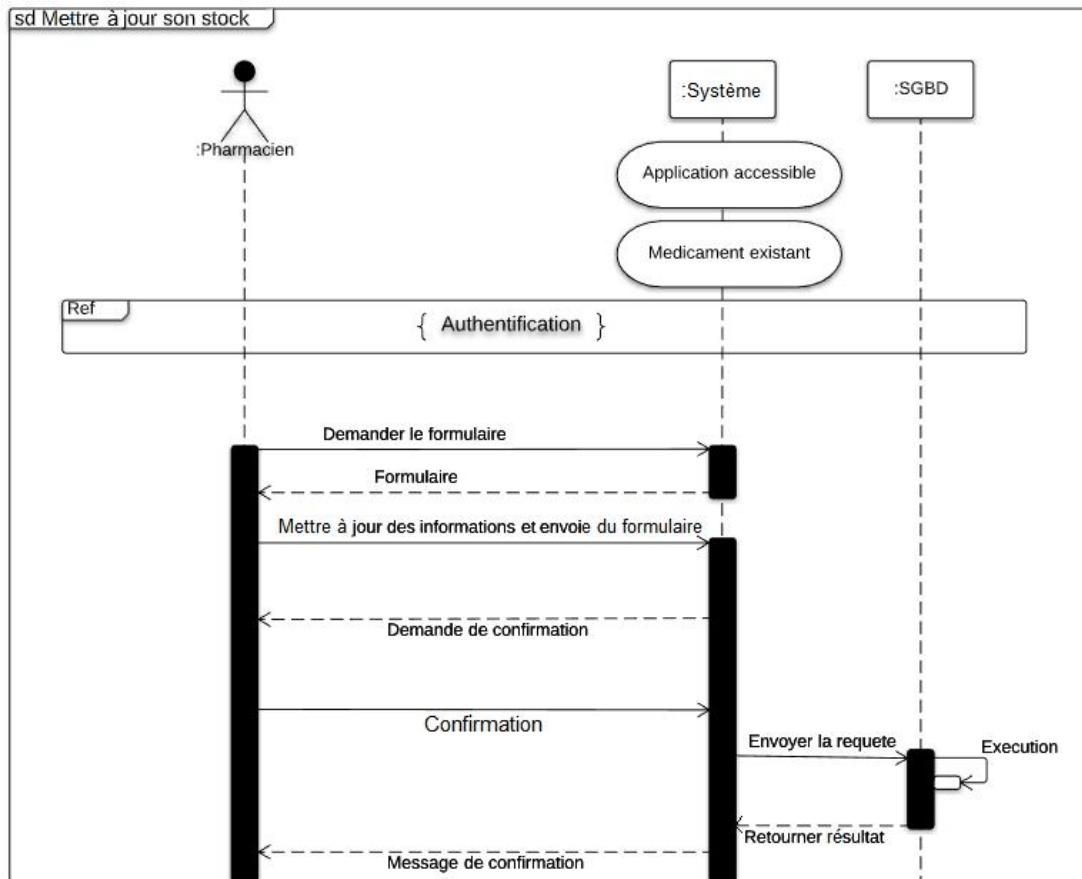 sd Mettre à jour son stock
:Pharmacien
:Système
:SGBD
Application accessible
Medicament existant
Ref
{ Authentification }
Demander le formulaire
Formulaire
Mettre à jour des informations et envoie du formulaire
Demande de confirmation
Confirmation
Envoyer la requete
Execution
Retourner résultat
Message de confirmation